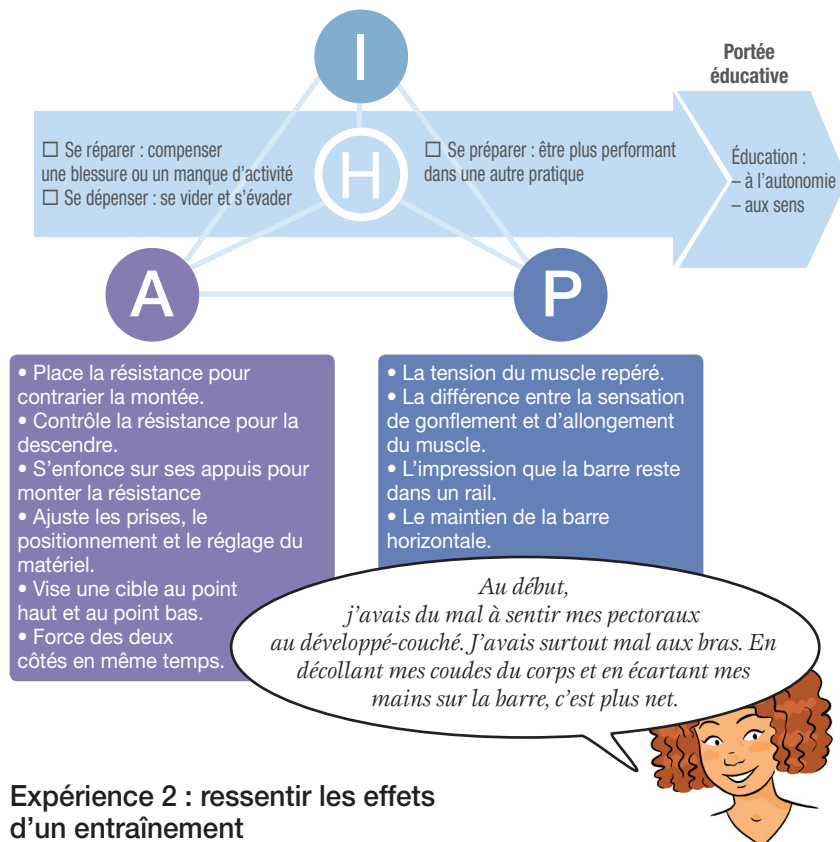 I
Portée
éducative
☐ Se réparer : compenser
une blessure ou un manque d'activité
☐ Se dépenser : se vider et s'évader
H
☐ Se préparer : être plus performant
dans une autre pratique
Éducation :
– à l'autonomie
– aux sens
A
P
• Place la résistance pour
contrarier la montée.
• Contrôle la résistance pour la
descendre.
• S'enfonce sur ses appuis pour
monter la résistance
• Ajuste les prises, le
positionnement et le réglage du
matériel.
• Vise une cible au point
haut et au point bas.
• Force des deux
côtés en même temps.
• La tension du muscle repéré.
• La différence entre la sensation
de gonflement et d'allongement
du muscle.
• L'impression que la barre reste
dans un rail.
• Le maintien de la barre
horizontale.
Au début,
j'avais du mal à sentir mes pectoraux
au développé-couché. J'avais surtout mal aux bras. En
décollant mes coudes du corps et en écartant mes
mains sur la barre, c'est plus net.
Expérience 2 : ressentir les effets
d'un entraînement